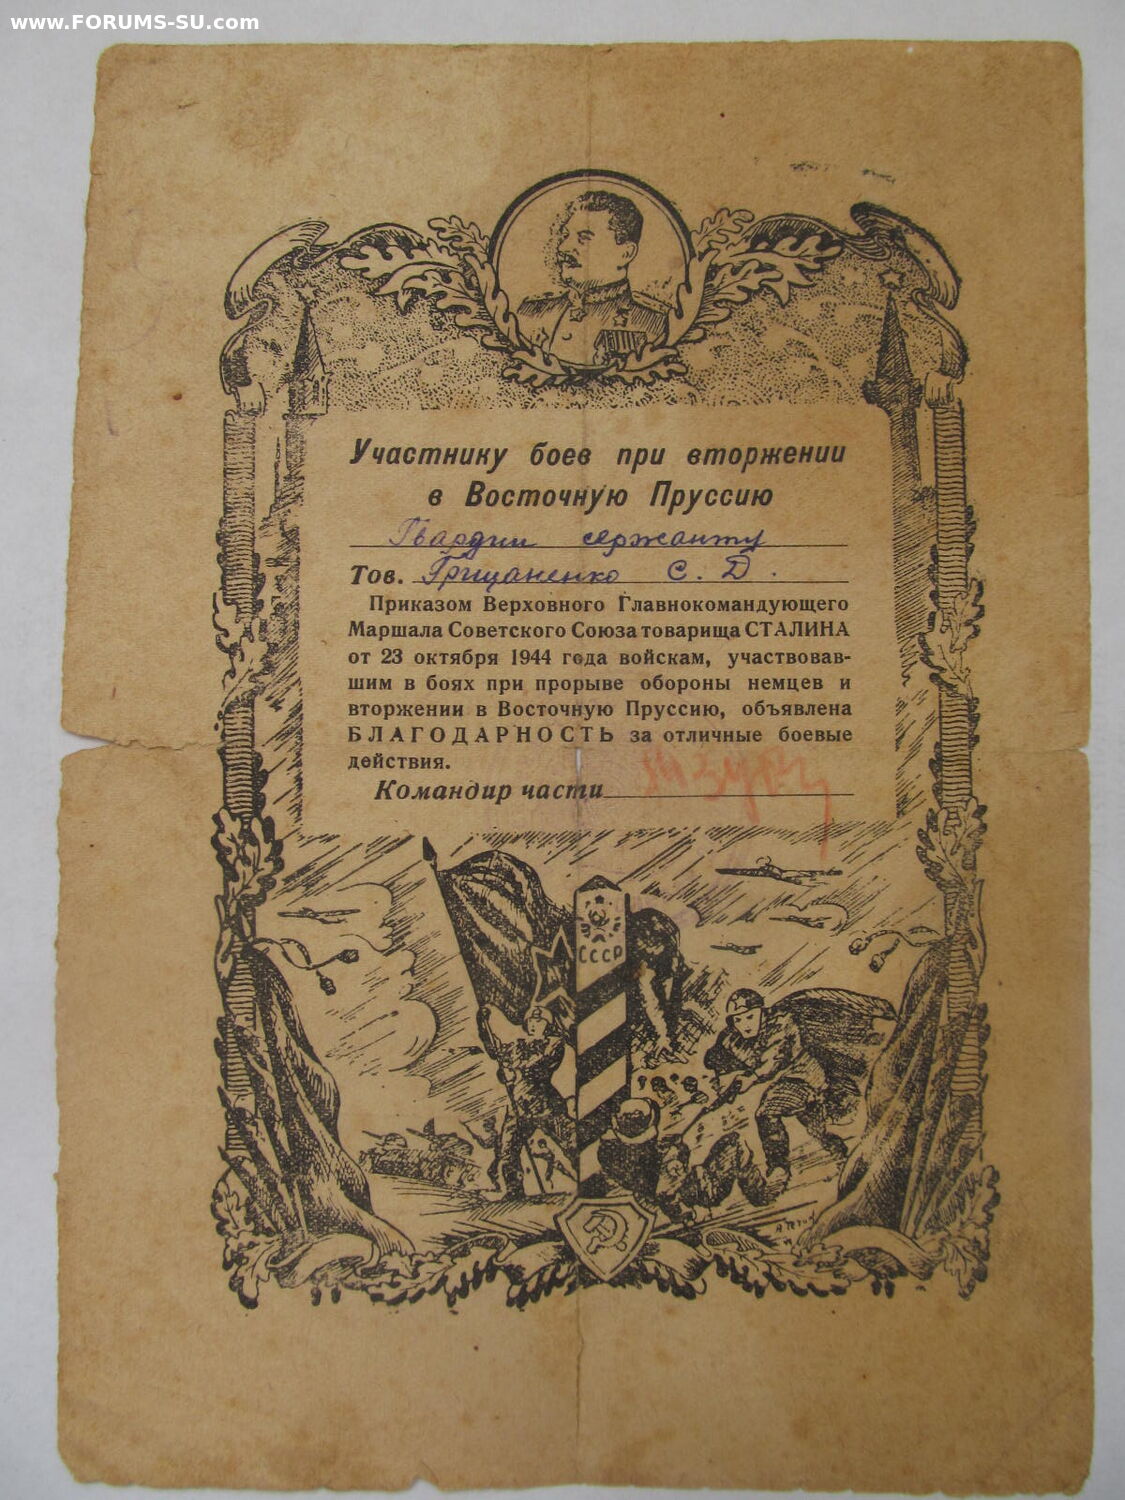 www.FORUMS-SU.com
Участнику боев при вторжении
в Восточную Пруссию
Гвардии сержанту
Тов. Грищаненко С. Д.
Приказом Верховного Главнокомандующего
Маршала Советского Союза товарища СТАЛИНА
от 23 октября 1944 года войскам, участвовав-
шим в боях при прорыве обороны немцев и
вторжении в Восточную Пруссию, объявлена
БЛАГОДАРНОСТЬ за отличные боевые
действия.
Командир части
СССР